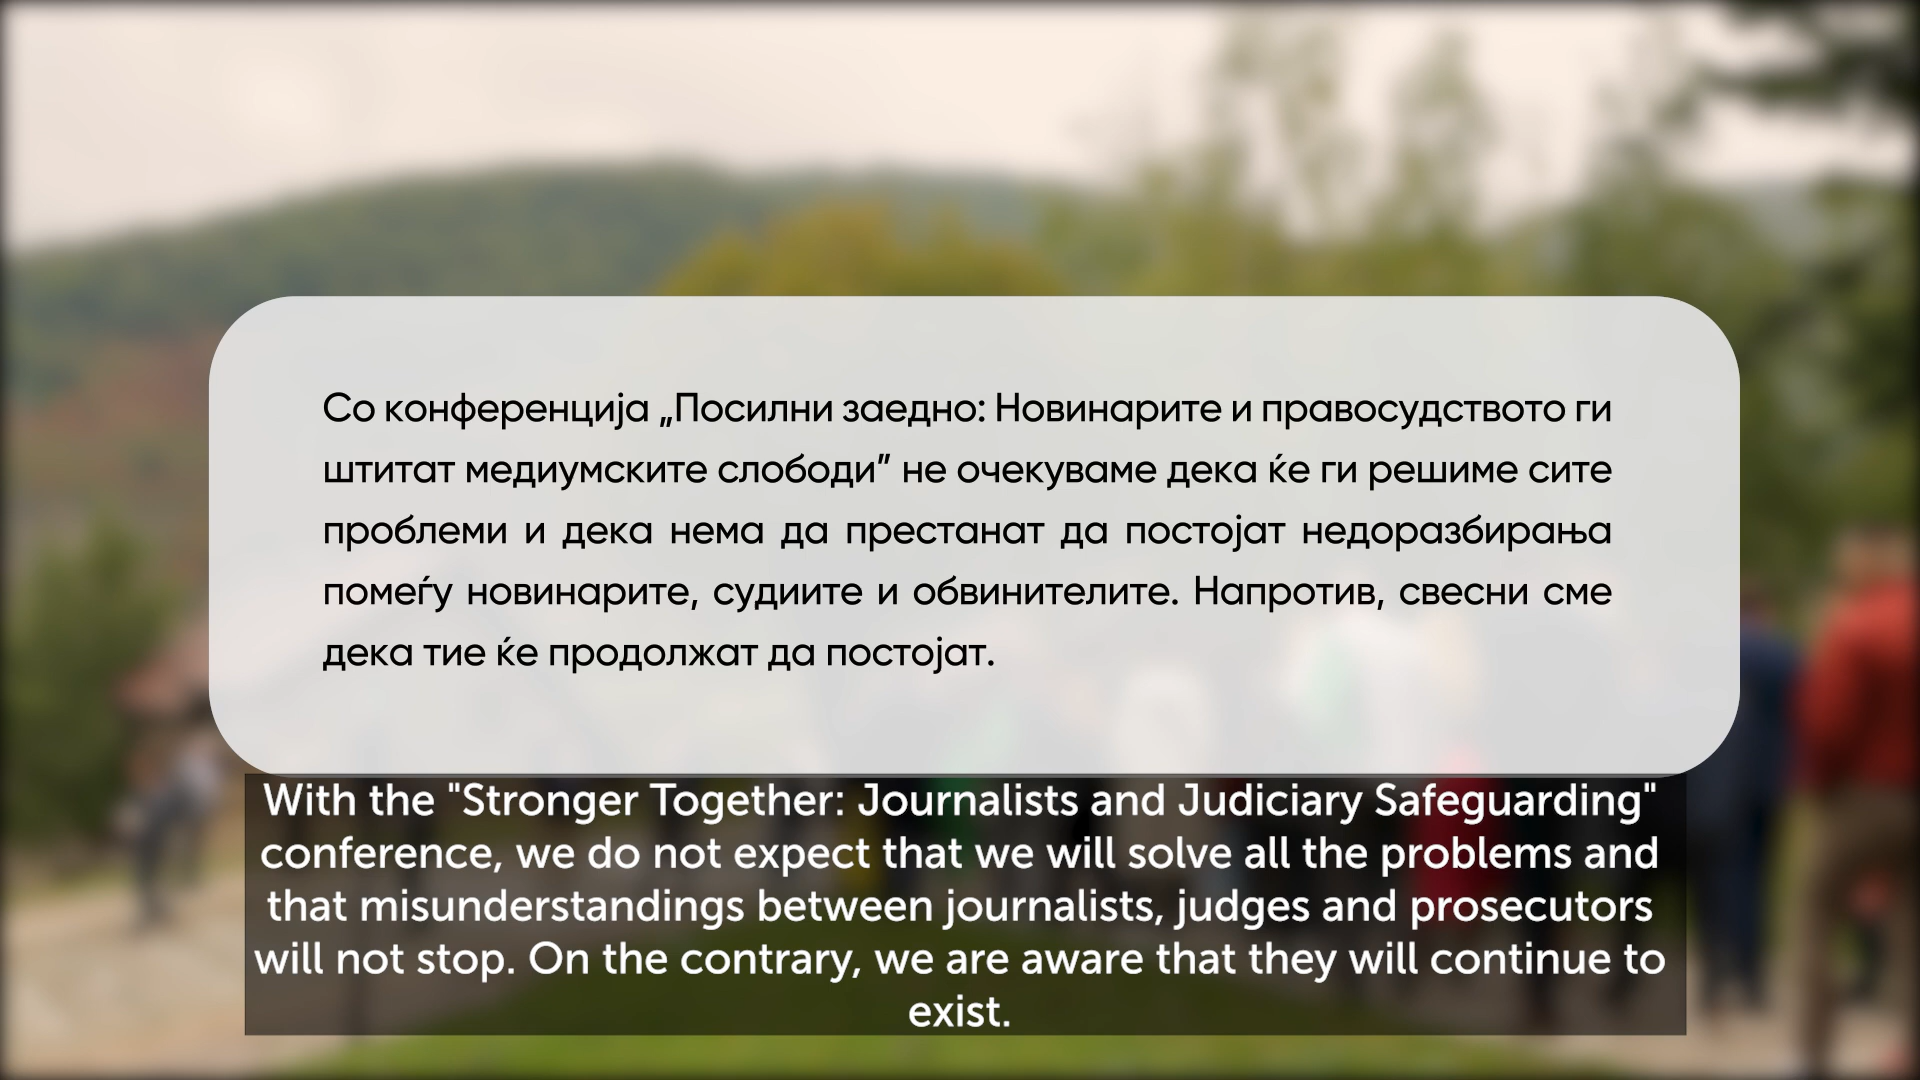 Со конференција „Посилни заедно: Новинарите и правосудството ги
штитат медиумските слободи” не очекуваме дека ќе ги решиме сите
проблеми и дека нема да престанат да постојат недоразбирања
помеѓу новинарите, судиите и обвинителите. Напротив, свесни сме
дека тие ќе продолжат да постојат.
With the "Stronger Together: Journalists and Judiciary Safeguarding"
conference, we do not expect that we will solve all the problems and
that misunderstandings between journalists, judges and prosecutors
will not stop. On the contrary, we are aware that they will continue to
exist.